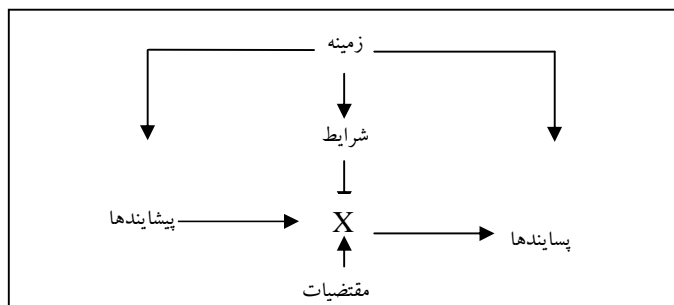 زمینه
شرایط
پیشایندها
X
پسایندها
مقتضیات